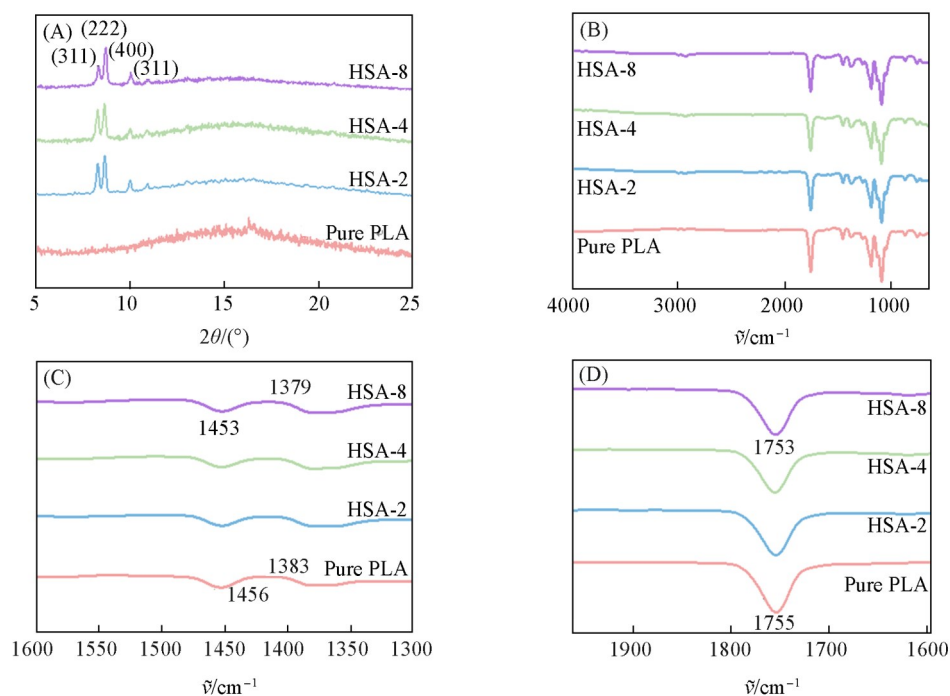 (A)
(222)
(311)
(400)
(311)
HSA-8
HSA-4
HSA-2
Pure PLA
5 10 15 20 25
2θ/(°)
(B)
HSA-8
HSA-4
HSA-2
Pure PLA
4000 3000 2000 1000
ṽ/cm⁻¹
(C)
1379
HSA-8
1453
HSA-4
HSA-2
1383
Pure PLA
1456
1600 1550 1500 1450 1400 1350 1300
ṽ/cm⁻¹
(D)
HSA-8
1753
HSA-4
HSA-2
Pure PLA
1755
1900 1800 1700 1600
ṽ/cm⁻¹